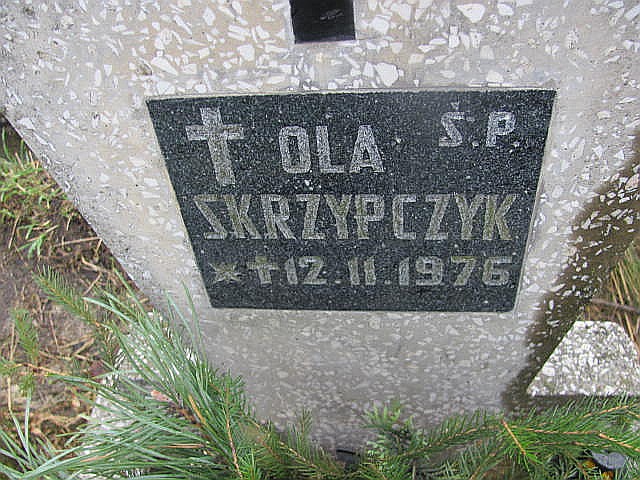 Ś.P.
OLA
SKRZYPCZYK
12.11.1976